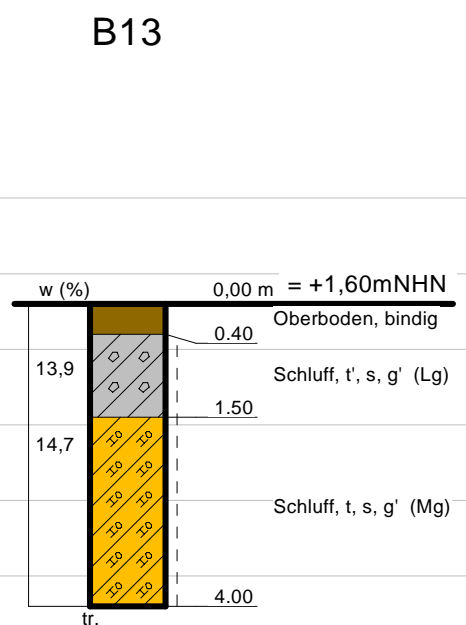 B13
w (%) 0,00 m = +1,60mNHN
Oberboden, bindig
0.40
13,9 Schluff, t', s, g' (Lg)
1.50
14,7
Schluff, t, s, g' (Mg)
4.00
tr.